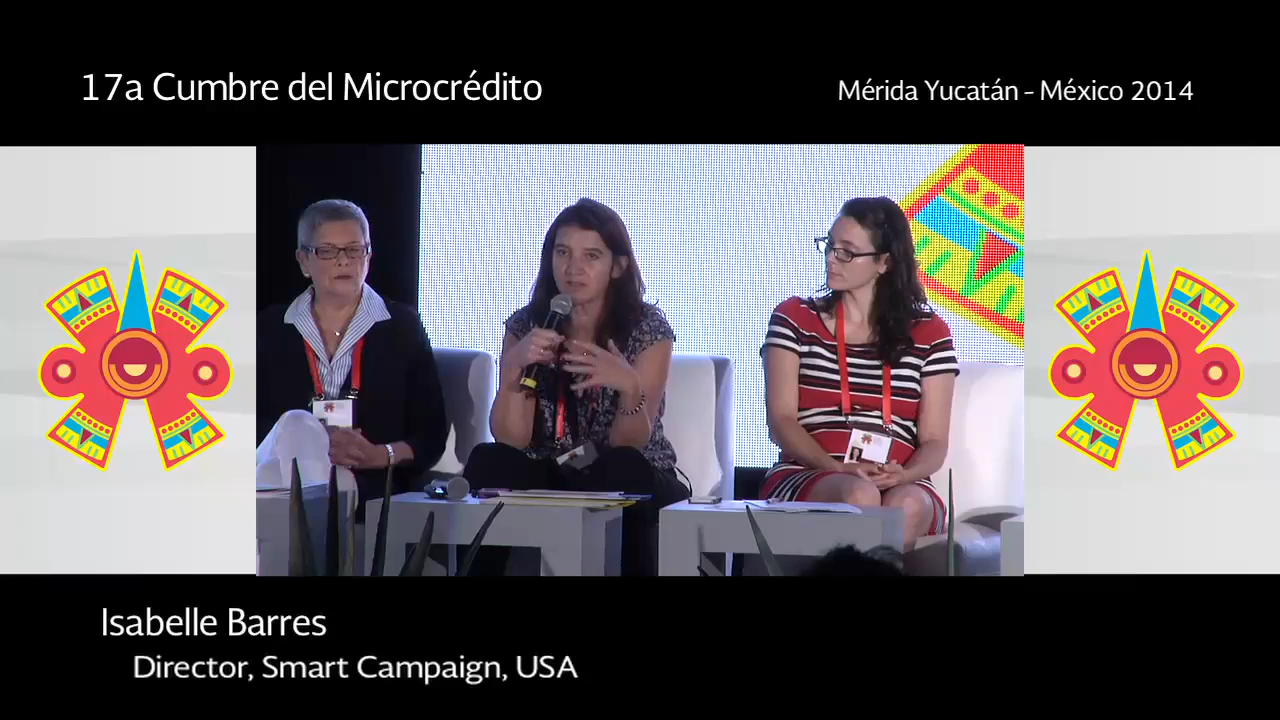 17a Cumbre del Microcrédito
Mérida Yucatán - México 2014
Isabelle Barres
Director, Smart Campaign, USA